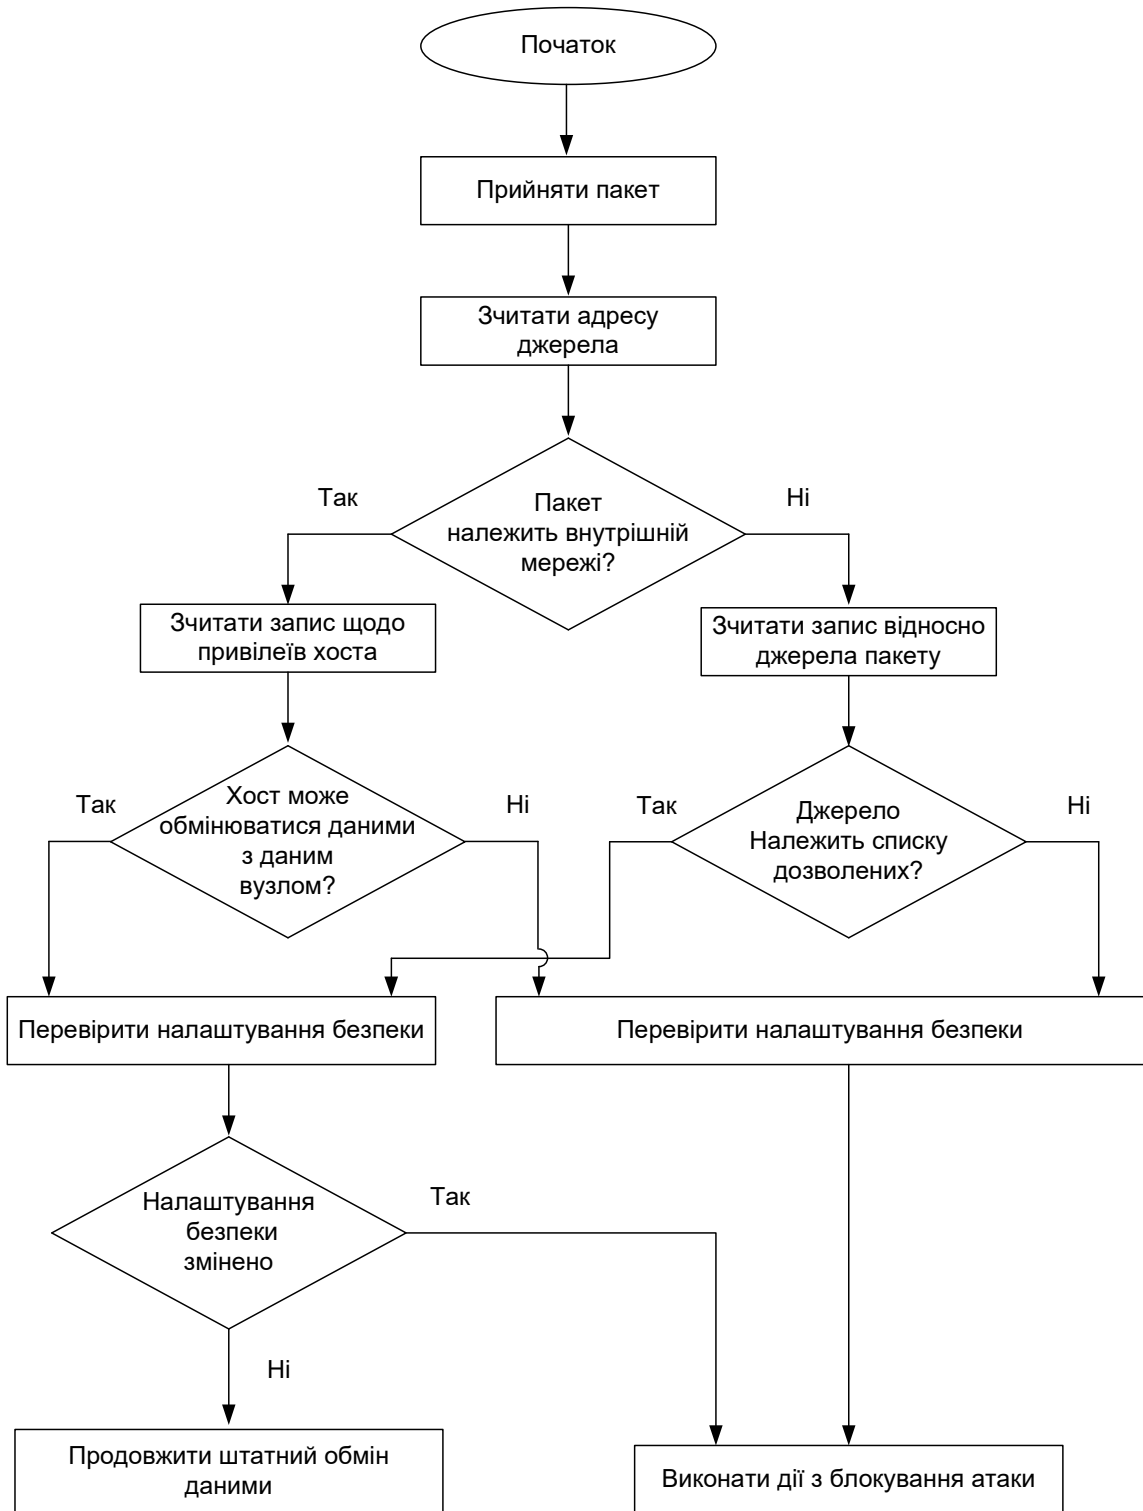 Початок
Прийняти пакет
Зчитати адресу
джерела
Так
Ні
Пакет
належить внутрішній
мережі?
Зчитати запис щодо
привілеїв хоста
Зчитати запис відносно
джерела пакету
Так
Хост може
обмінюватися даними
з даним
вузлом?
Ні
Так
Джерело
Належить списку
дозволених?
Ні
Перевірити налаштування безпеки
Перевірити налаштування безпеки
Налаштування
безпеки
змінено
Так
Ні
Продовжити штатний обмін
даними
Виконати дії з блокування атаки